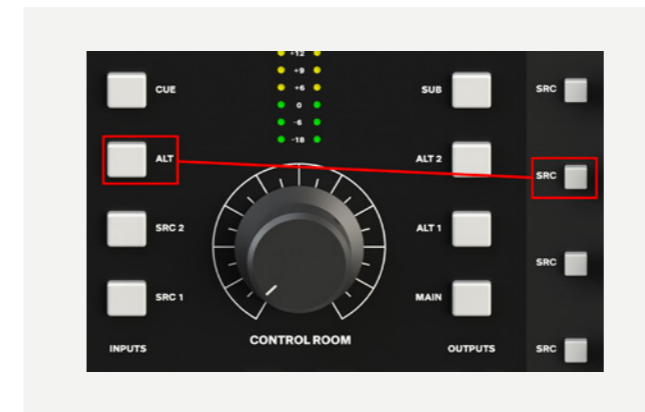 +12
+9
CUE +6 SUB SRC
0
-6
-18
ALT ALT 2 SRC
SRC 2 ALT 1 SRC
SRC 1 MAIN
CONTROL ROOM
INPUTS OUTPUTS SRC